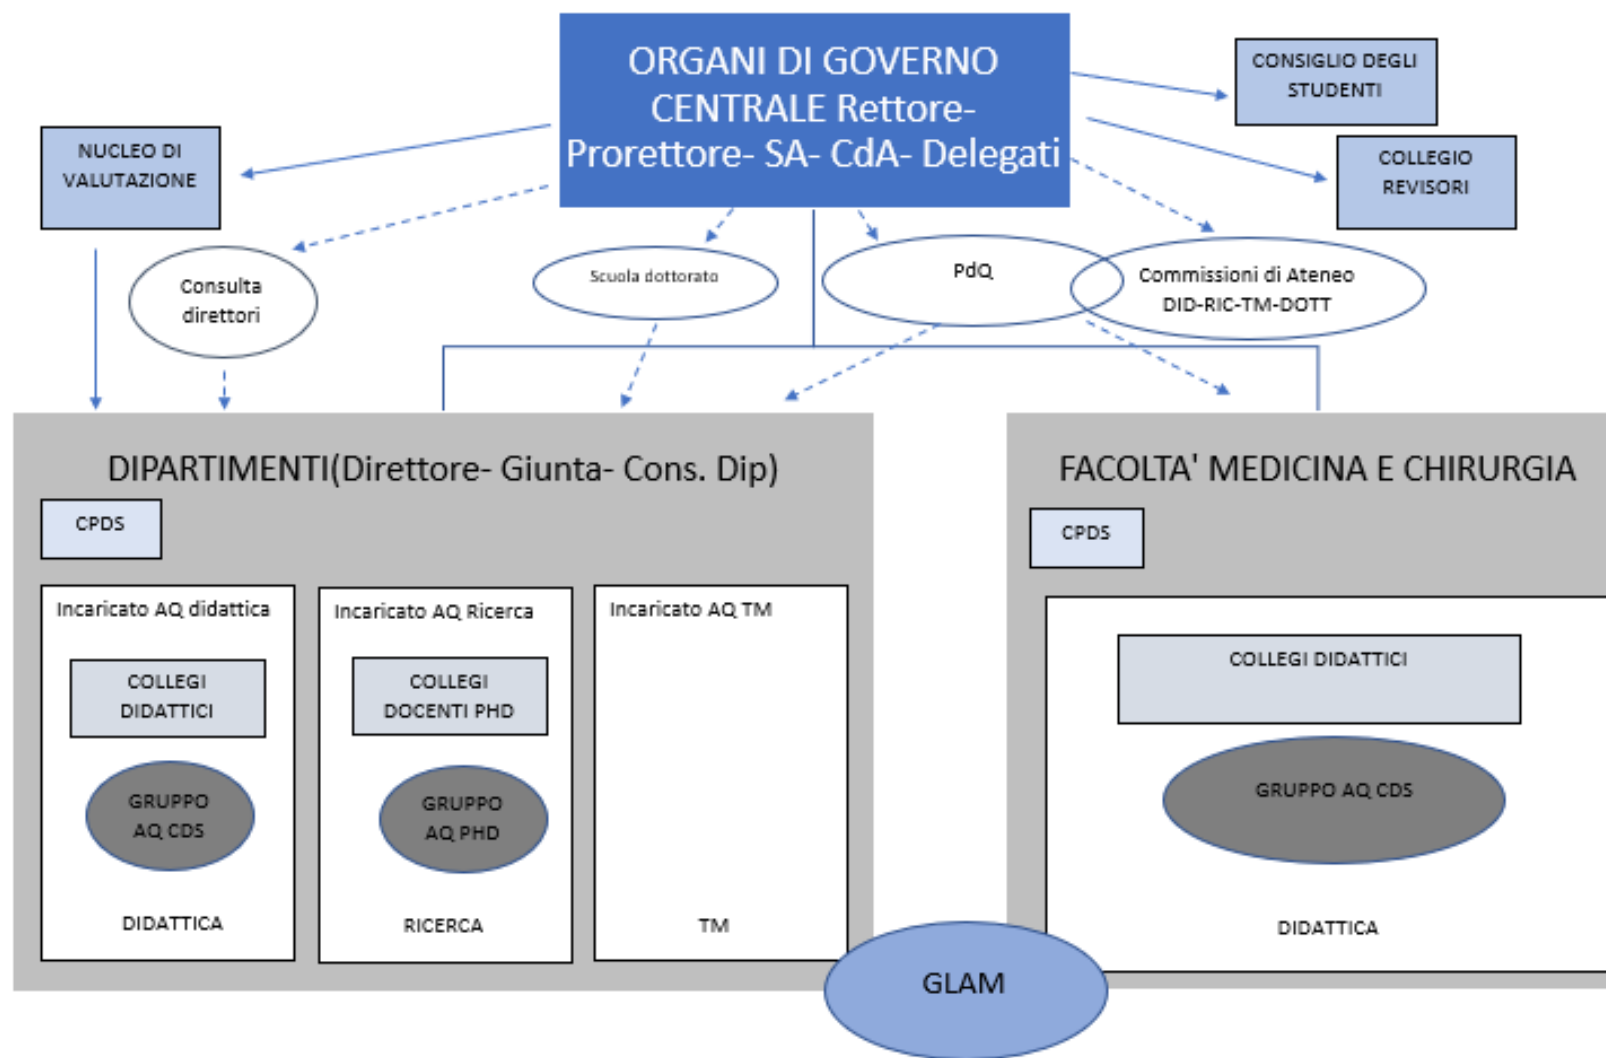 ORGANI DI GOVERNO
CENTRALE Rettore-
Prorettore- SA- CdA- Delegati
CONSIGLIO DEGLI
STUDENTI
NUCLEO DI
VALUTAZIONE
COLLEGIO
REVISORI
Consulta
direttori
Scuola dottorato
PdQ
Commissioni di Ateneo
DID-RIC-TM-DOTT
DIPARTIMENTI(Direttore- Giunta- Cons. Dip)
CPDS
Incaricato AQ didattica
COLLEGI
DIDATTICI
GRUPPO
AQ CDS
DIDATTICA
Incaricato AQ Ricerca
COLLEGI
DOCENTI PHD
GRUPPO
AQ PHD
RICERCA
Incaricato AQ TM
TM
FACOLTA' MEDICINA E CHIRURGIA
CPDS
COLLEGI DIDATTICI
GRUPPO AQ CDS
DIDATTICA
GLAM